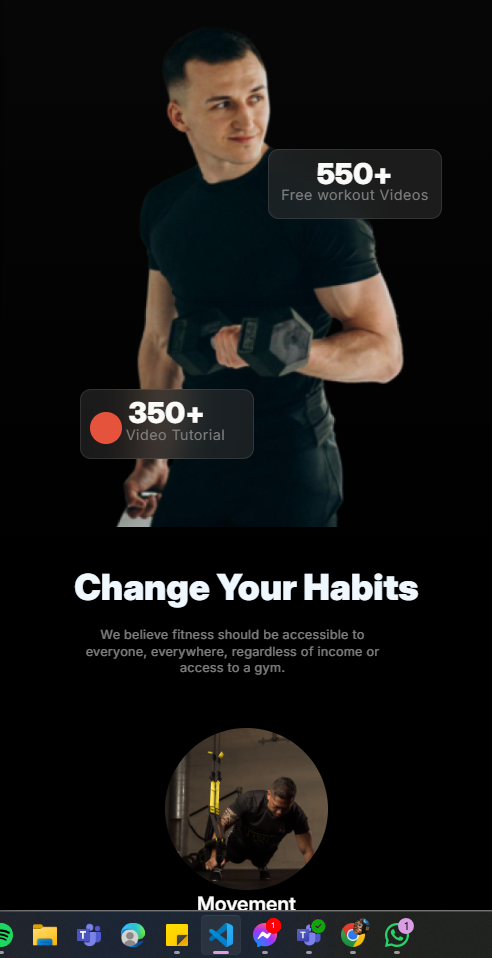 550+
Free workout Videos
350+
Video Tutorial
Change Your Habits
We believe fitness should be accessible to
everyone, everywhere, regardless of income or
access to a gym.
Movement
1
1